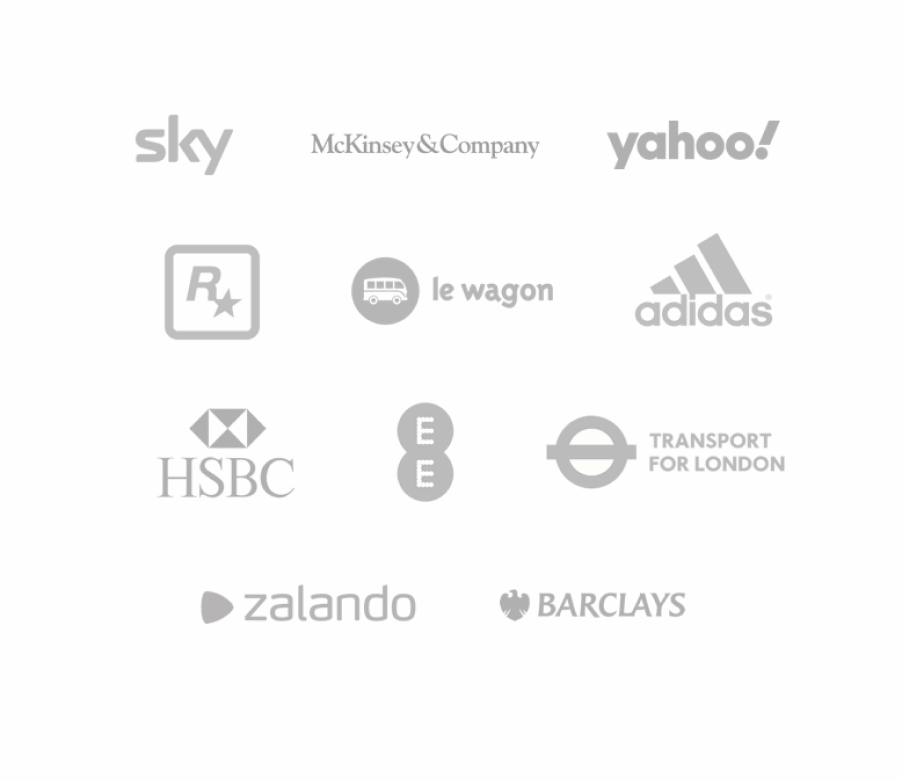 sky
McKinsey&Company
yahoo!
R★
le wagon
adidas®
HSBC
E
E
TRANSPORT
FOR LONDON
zalando
BARCLAYS